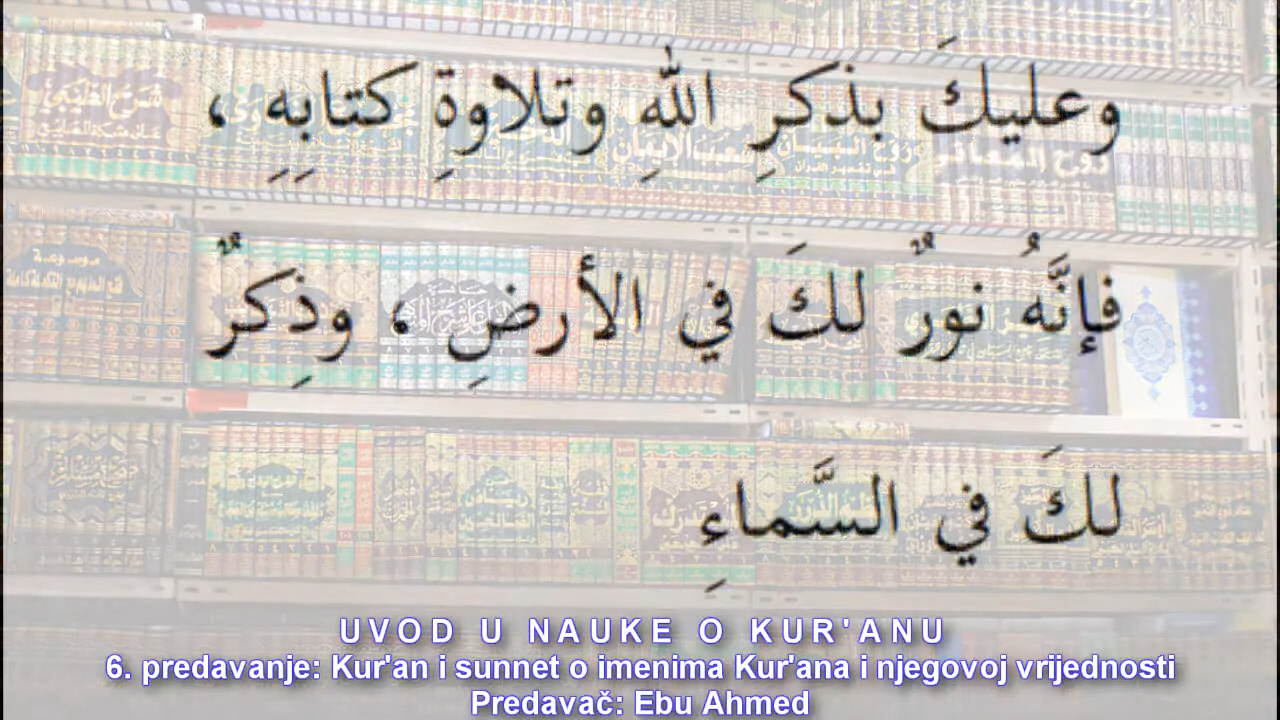 وعليكَ بذكرِ اللهِ وتلاوةِ كتابِهِ ،
فإنَّهُ نورٌ لكَ في الأرضِ ، وذِكرٌ
لكَ في السَّماءِ
UVOD U NAUKE O KUR'ANU
6. predavanje: Kur'an i sunnet o imenima Kur'ana i njegovoj vrijednosti
Predavač: Ebu Ahmed